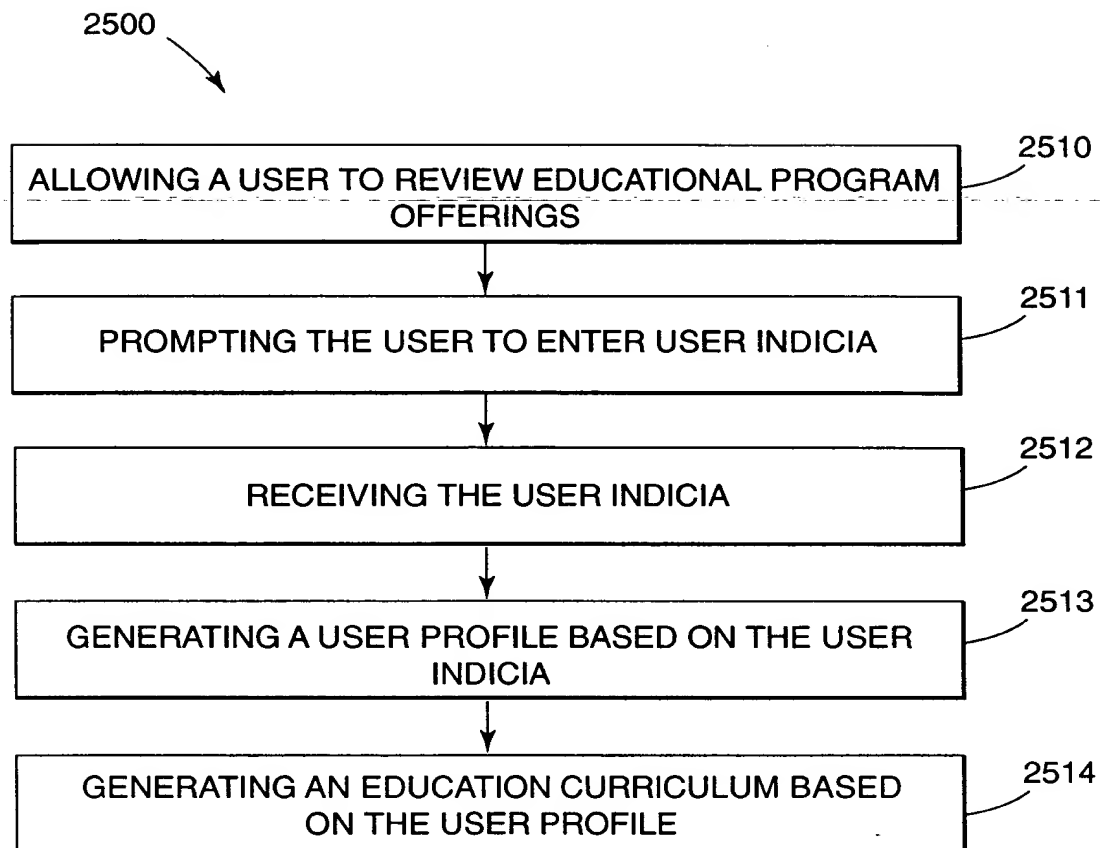 2500
2510
ALLOWING A USER TO REVIEW EDUCATIONAL PROGRAM
OFFERINGS
2511
PROMPTING THE USER TO ENTER USER INDICIA
2512
RECEIVING THE USER INDICIA
2513
GENERATING A USER PROFILE BASED ON THE USER
INDICIA
2514
GENERATING AN EDUCATION CURRICULUM BASED
ON THE USER PROFILE